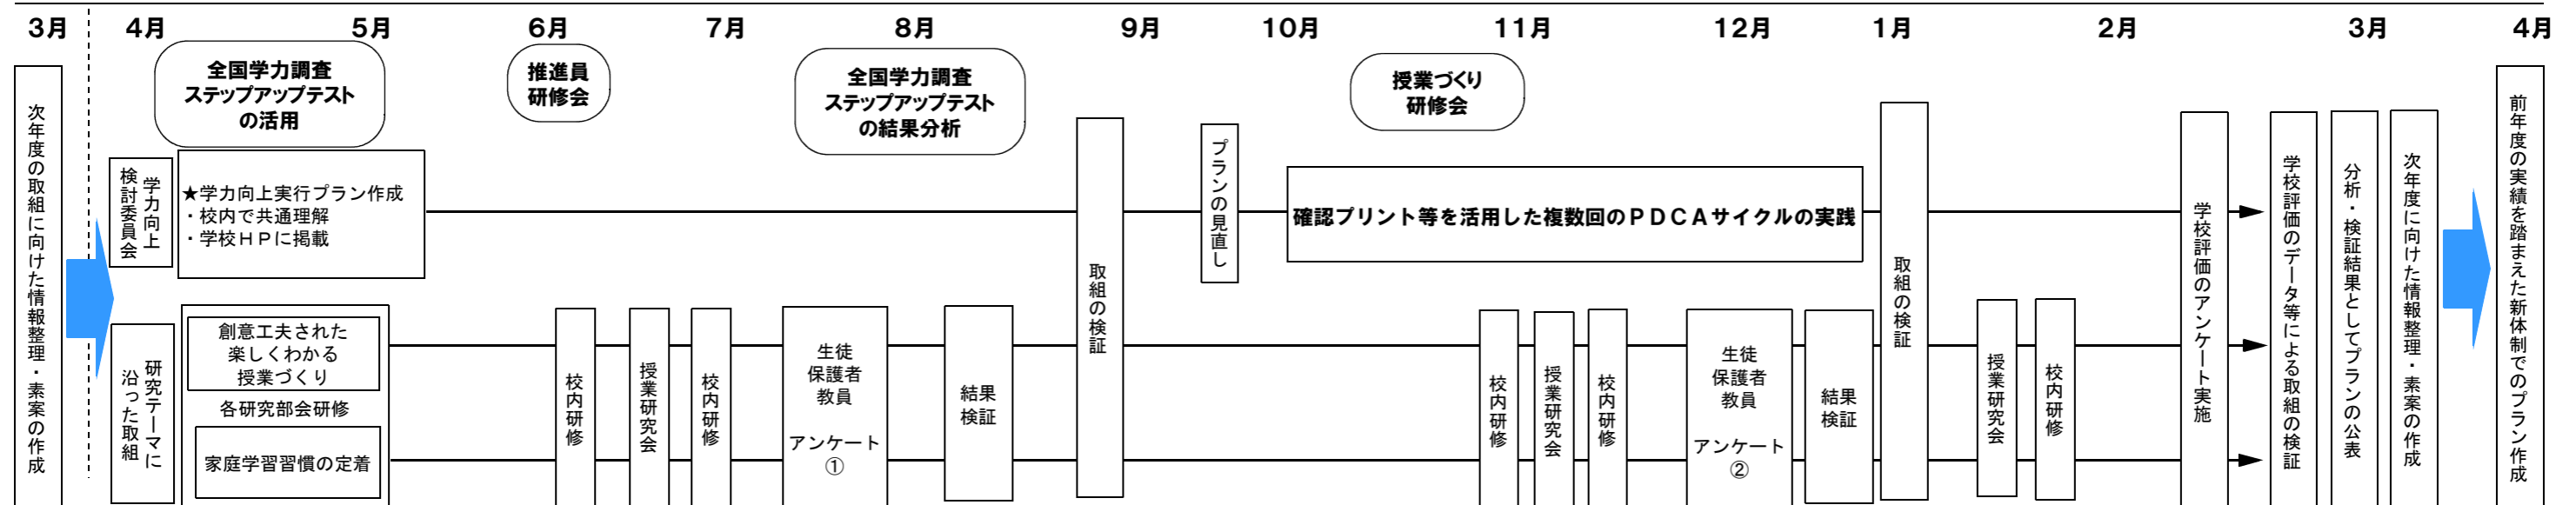 3月
4月
5月
6月
7月
8月
9月
10月
11月
12月
1月
2月
3月
4月
全国学力調査
ステップアップテスト
の活用
推進員
研修会
全国学力調査
ステップアップテスト
の結果分析
授業づくり
研修会
次年度の取組に向けた情報整理・素案の作成
学力向上
検討委員会
★学力向上実行プラン作成
・校内で共通理解
・学校HPに掲載
研究テーマに
沿った取組
創意工夫された
楽しくわかる
授業づくり
各研究部会研修
家庭学習習慣の定着
校内研修
授業研究会
校内研修
生徒
保護者
教員
アンケート
①
結果
検証
取組の検証
プランの見直し
確認プリント等を活用した複数回のPDCAサイクルの実践
校内研修
授業研究会
校内研修
生徒
保護者
教員
アンケート
②
結果
検証
取組の検証
授業研究会
校内研修
学校評価のアンケート実施
学校評価のデータ等による取組の検証
分析・検証結果としてプランの公表
次年度に向けた情報整理・素案の作成
前年度の実績を踏まえた新体制でのプラン作成